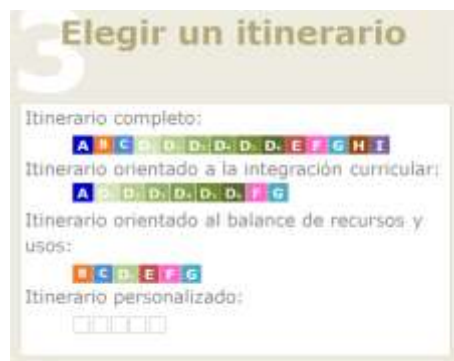 3
Elegir un itinerario
Itinerario completo:
A B C D D D D D D E F G H I
Itinerario orientado a la integración curricular:
A D D D D D F G
Itinerario orientado al balance de recursos y
usos:
B C D E F G
Itinerario personalizado: